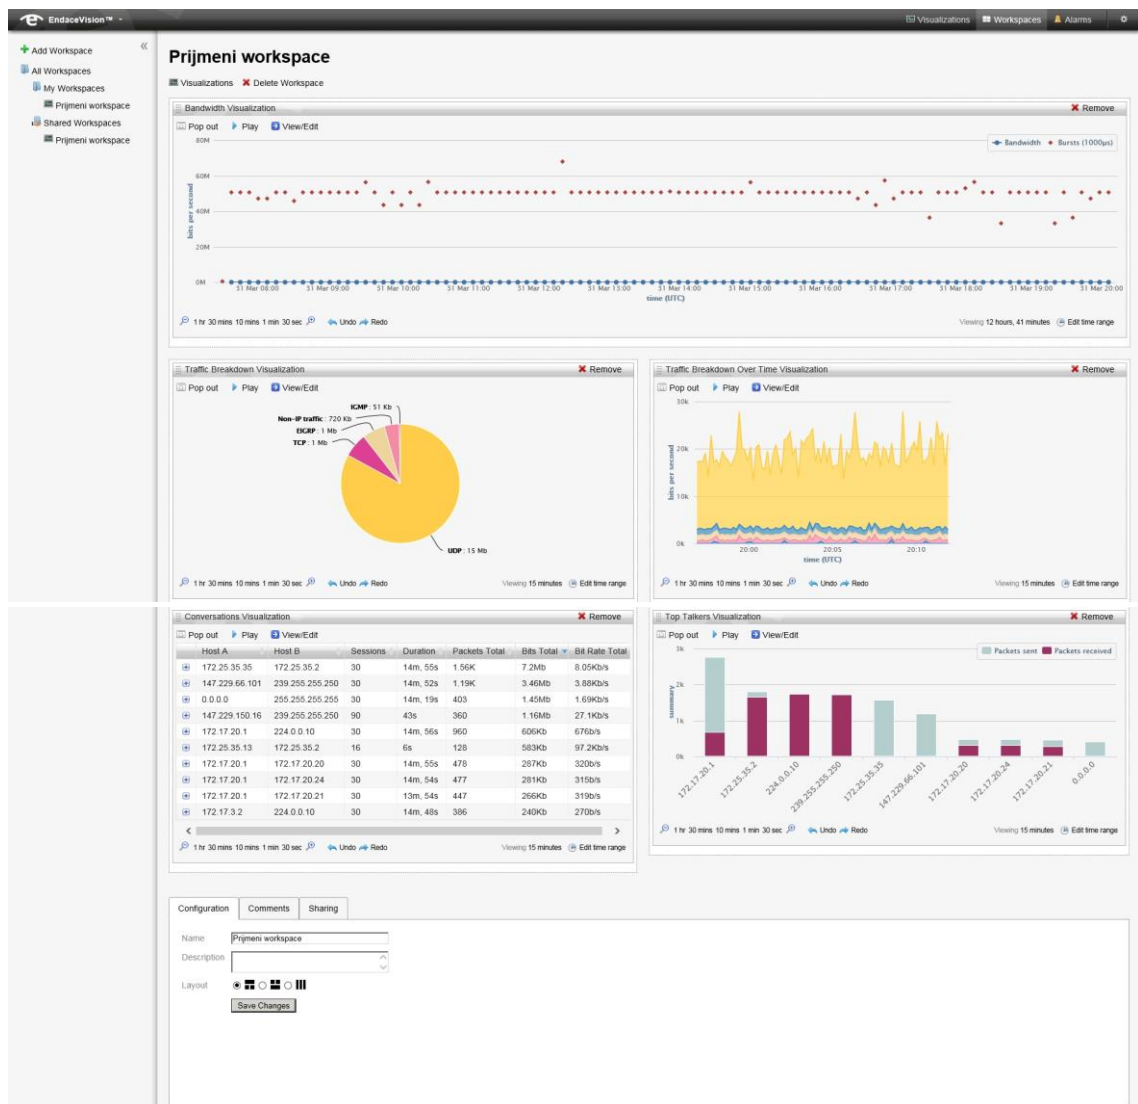 EndaceVision™
Visualizations Workspaces Alarms
Add Workspace
All Workspaces
My Workspaces
Prijmeni workspace
Shared Workspaces
Prijmeni workspace
Prijmeni workspace
Visualizations Delete Workspace
Bandwidth Visualization Remove
Pop out Play View/Edit
Bandwidth Bursts (1000µs)
80M
60M
40M
20M
0M
bits per second
31 Mar 08:00 31 Mar 09:00 31 Mar 10:00 31 Mar 11:00 31 Mar 12:00 31 Mar 13:00 31 Mar 14:00 31 Mar 15:00 31 Mar 16:00 31 Mar 17:00 31 Mar 18:00 31 Mar 19:00 31 Mar 20:00
time (UTC)
1 hr 30 mins 10 mins 1 min 30 sec Undo Redo Viewing 12 hours, 41 minutes Edit time range
Traffic Breakdown Visualization Remove
Pop out Play View/Edit
IGMP : 51 Kb
Non-IP traffic : 720 Kb
EIGRP : 1 Mb
TCP : 1 Mb
UDP : 15 Mb
1 hr 30 mins 10 mins 1 min 30 sec Undo Redo Viewing 15 minutes Edit time range
Traffic Breakdown Over Time Visualization Remove
Pop out Play View/Edit
30k
20k
10k
0k
bits per second
20:00 20:05 20:10
time (UTC)
1 hr 30 mins 10 mins 1 min 30 sec Undo Redo Viewing 15 minutes Edit time range
Conversations Visualization Remove
Pop out Play View/Edit
Host A Host B Sessions Duration Packets Total Bits Total Bit Rate Total
172.25.35.35 172.25.35.2 30 14m, 55s 1.56K 7.2Mb 8.05Kb/s
147.229.66.101 239.255.255.250 30 14m, 52s 1.19K 3.46Mb 3.88Kb/s
0.0.0.0 255.255.255.255 30 14m, 19s 403 1.45Mb 1.69Kb/s
147.229.150.16 239.255.255.250 90 43s 360 1.16Mb 27.1Kb/s
172.17.20.1 224.0.0.10 30 14m, 56s 960 606Kb 676b/s
172.25.35.13 172.25.35.2 16 6s 128 583Kb 97.2Kb/s
172.17.20.1 172.17.20.20 30 14m, 55s 478 287Kb 320b/s
172.17.20.1 172.17.20.24 30 14m, 54s 477 281Kb 315b/s
172.17.20.1 172.17.20.21 30 13m, 54s 447 266Kb 319b/s
172.17.3.2 224.0.0.10 30 14m, 48s 386 240Kb 270b/s
1 hr 30 mins 10 mins 1 min 30 sec Undo Redo Viewing 15 minutes Edit time range
Top Talkers Visualization Remove
Pop out Play View/Edit
Packets sent Packets received
3k
2k
1k
0k
summary
172.17.20.1 172.25.35.2 224.0.0.10 239.255.255.250 172.25.35.35 147.229.66.101 172.17.20.20 172.17.20.24 172.17.20.21 0.0.0.0
1 hr 30 mins 10 mins 1 min 30 sec Undo Redo Viewing 15 minutes Edit time range
Configuration Comments Sharing
Name Prijmeni workspace
Description
Layout
Save Changes